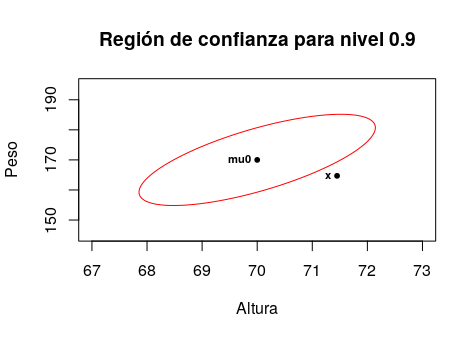 Región de confianza para nivel 0.9
Peso
190
170
150
mu0
x
67 68 69 70 71 72 73
Altura